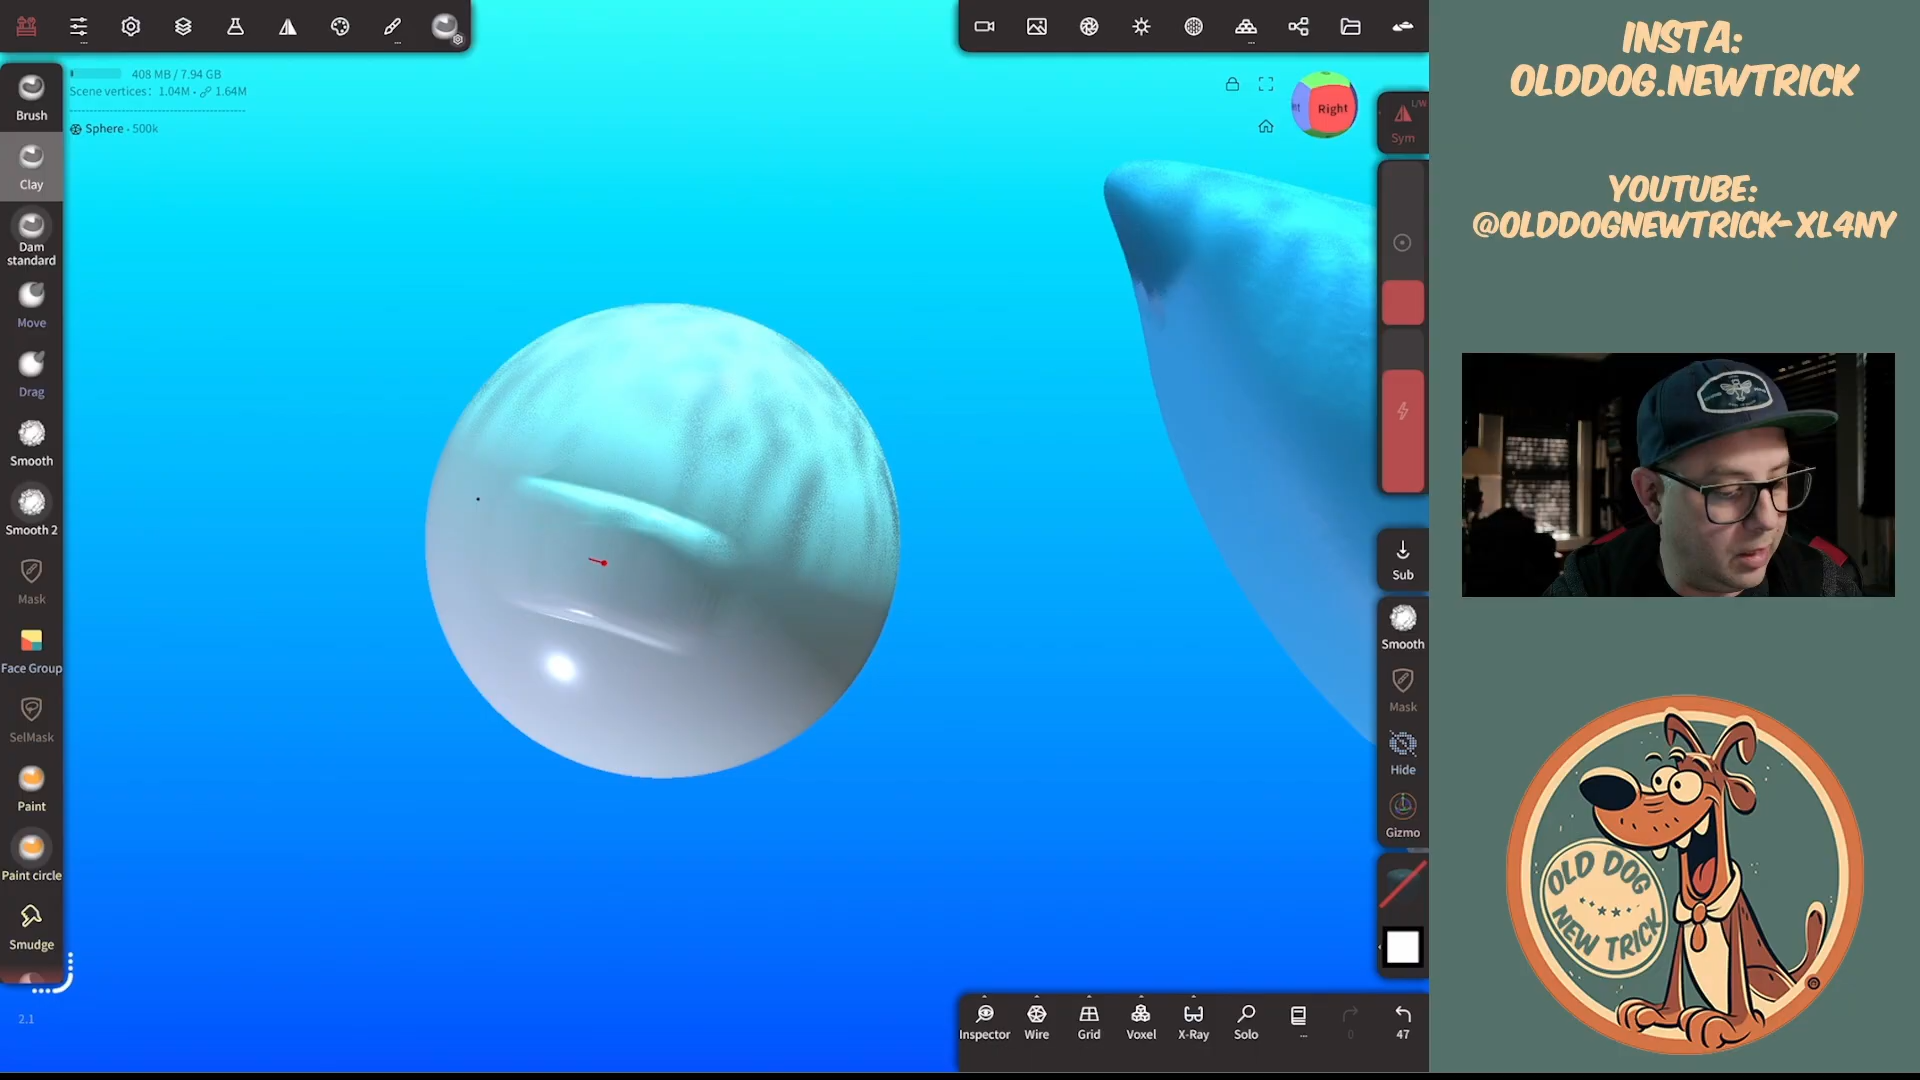 408 MB / 7.94 GB
Scene vertices: 1.04M • 1.64M
Sphere • 500k
Brush
Clay
Dam
standard
Move
Drag
Smooth
Smooth 2
Mask
Face Group
SelMask
Paint
Paint circle
Smudge
2.1
Right
L/W
Sym
Sub
Smooth
Mask
Hide
Gizmo
Inspector
Wire
Grid
Voxel
X-Ray
Solo
...
0
47
INSTA:
OLDDOG.NEWTRICK
YOUTUBE:
@OLDDOGNEWTRICK-XL4NY
OLD DOG
NEW TRICK